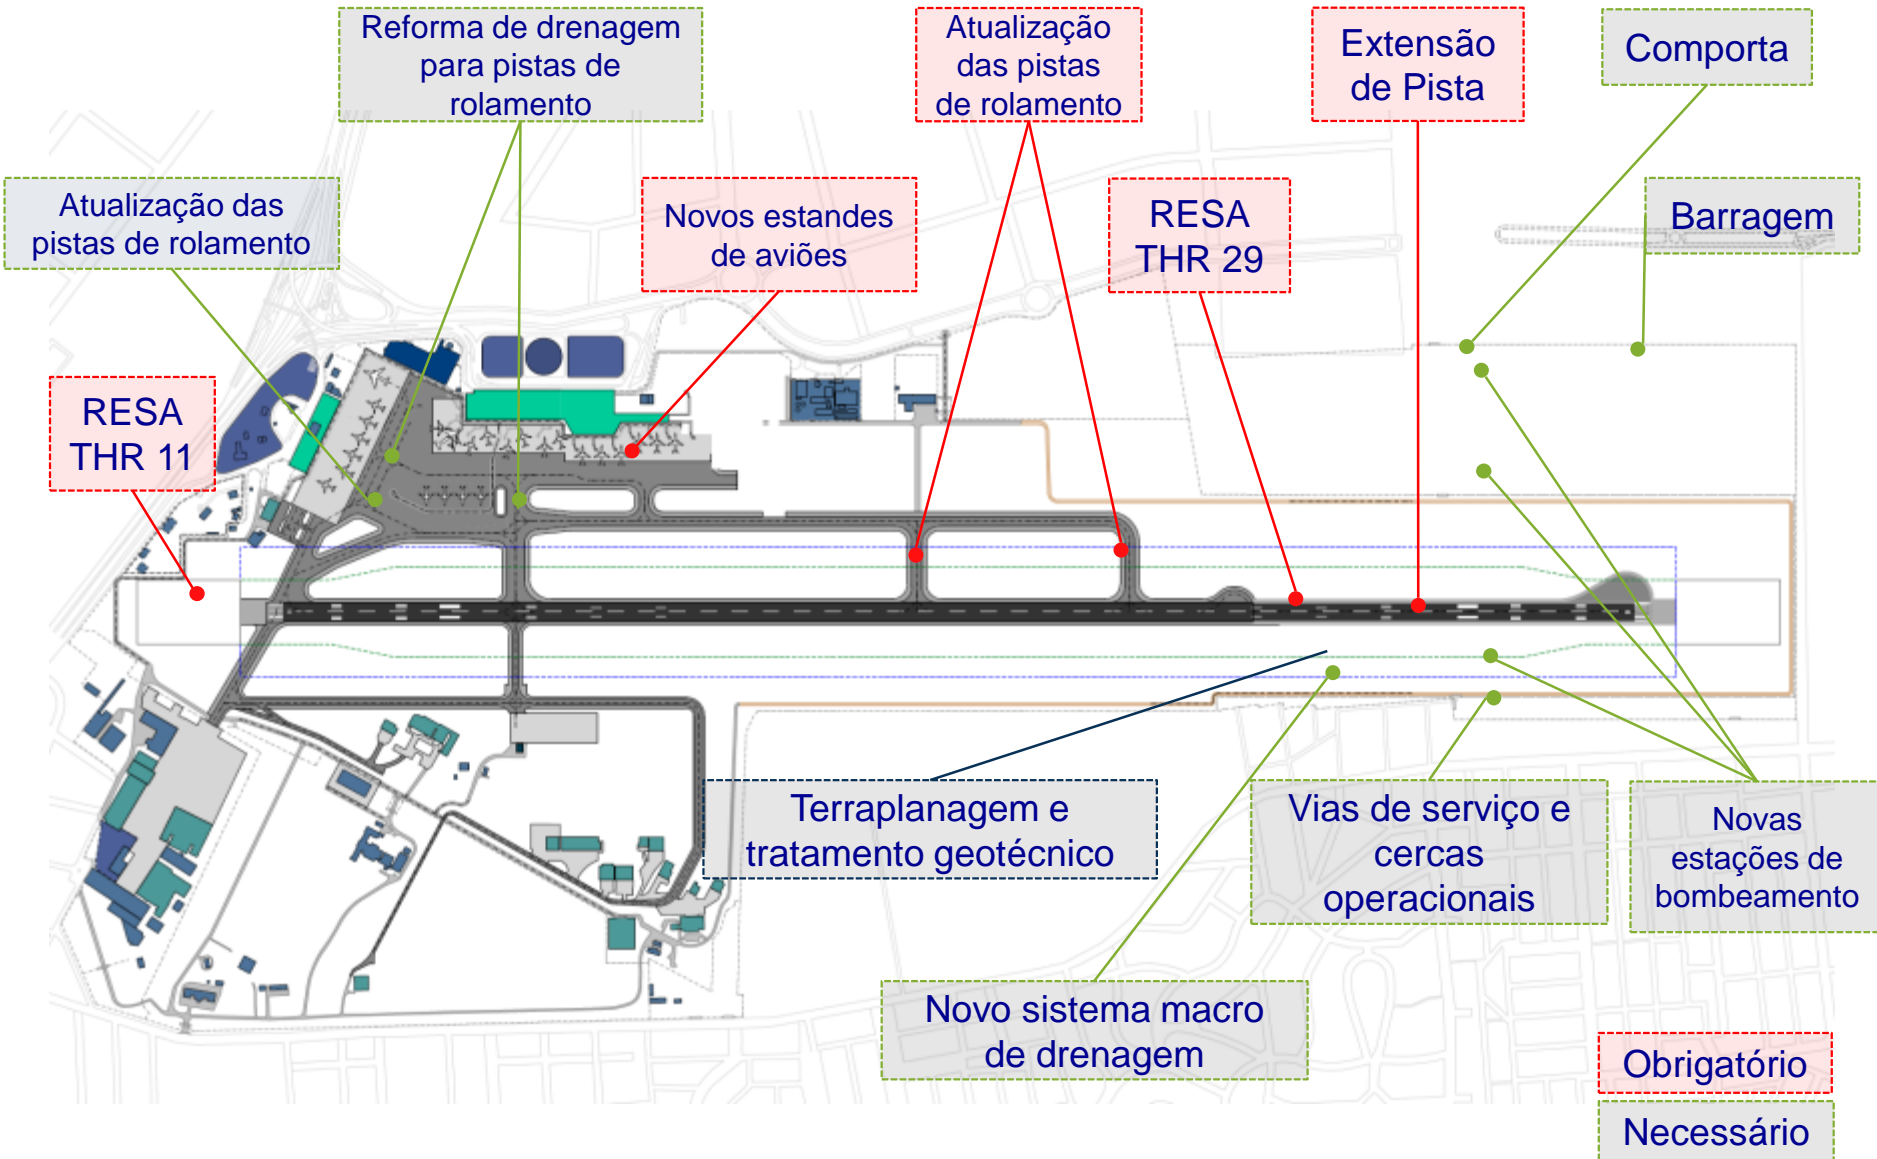 Reforma de drenagem
para pistas de
rolamento
Atualização
das pistas
de rolamento
Extensão
de Pista
Comporta
Atualização das
pistas de rolamento
Novos estandes
de aviões
RESA
THR 29
Barragem
RESA
THR 11
Terraplanagem e
tratamento geotécnico
Vias de serviço e
cercas
operacionais
Novas
estações de
bombeamento
Novo sistema macro
de drenagem
Obrigatório
Necessário